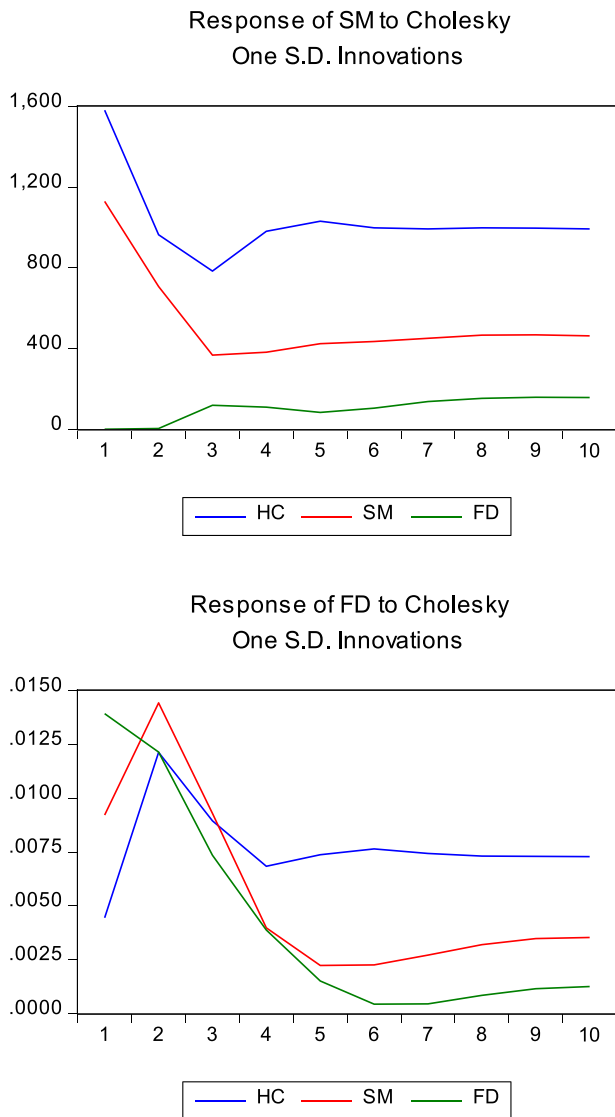 Response of SM to Cholesky
One S.D. Innovations
1,600
1,200
800
400
0
1 2 3 4 5 6 7 8 9 10
HC SM FD
Response of FD to Cholesky
One S.D. Innovations
.0150
.0125
.0100
.0075
.0050
.0025
.0000
1 2 3 4 5 6 7 8 9 10
HC SM FD